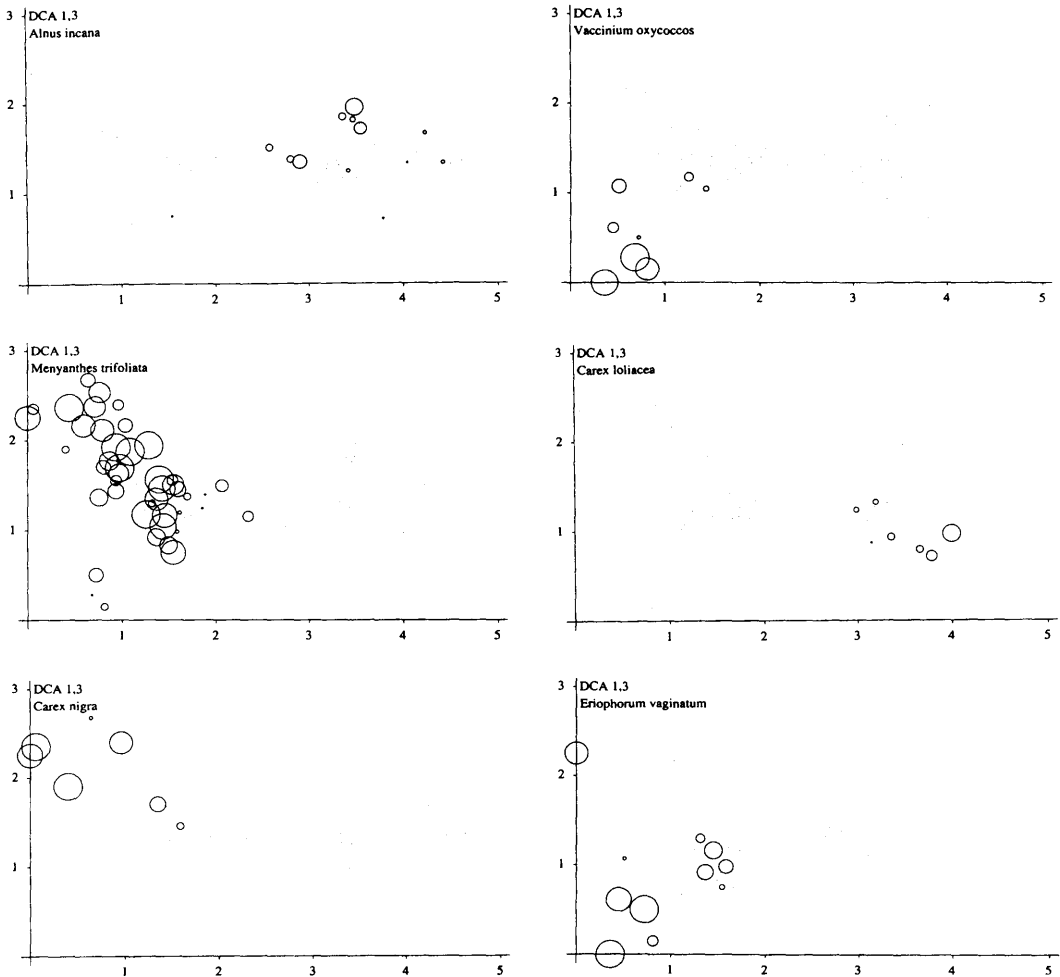 3 DCA 1,3
Alnus incana
2
1
1 2 3 4 5
3 DCA 1,3
Vaccinium oxycoccos
2
1
1 2 3 4 5
3 DCA 1,3
Menyanthes trifoliata
2
1
1 2 3 4 5
3 DCA 1,3
Carex loliacea
2
1
1 2 3 4 5
3 DCA 1,3
Carex nigra
2
1
1 2 3 4 5
3 DCA 1,3
Eriophorum vaginatum
2
1
1 2 3 4 5